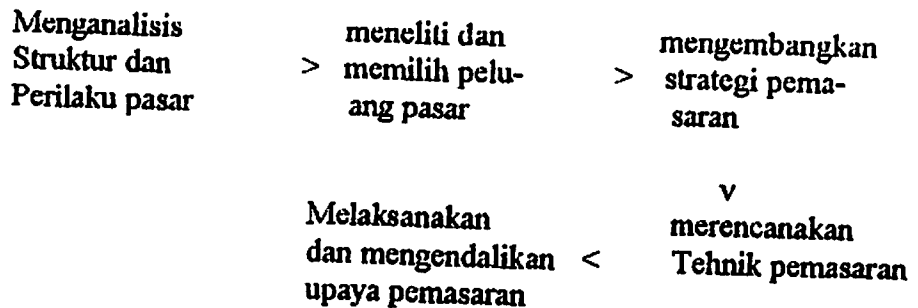 Menganalisis
Struktur dan
Perilaku pasar
>
meneliti dan
memilih pelu-
ang pasar
>
mengembangkan
strategi pema-
saran
v
merencanakan
Tehnik pemasaran
<
Melaksanakan
dan mengendalikan
upaya pemasaran